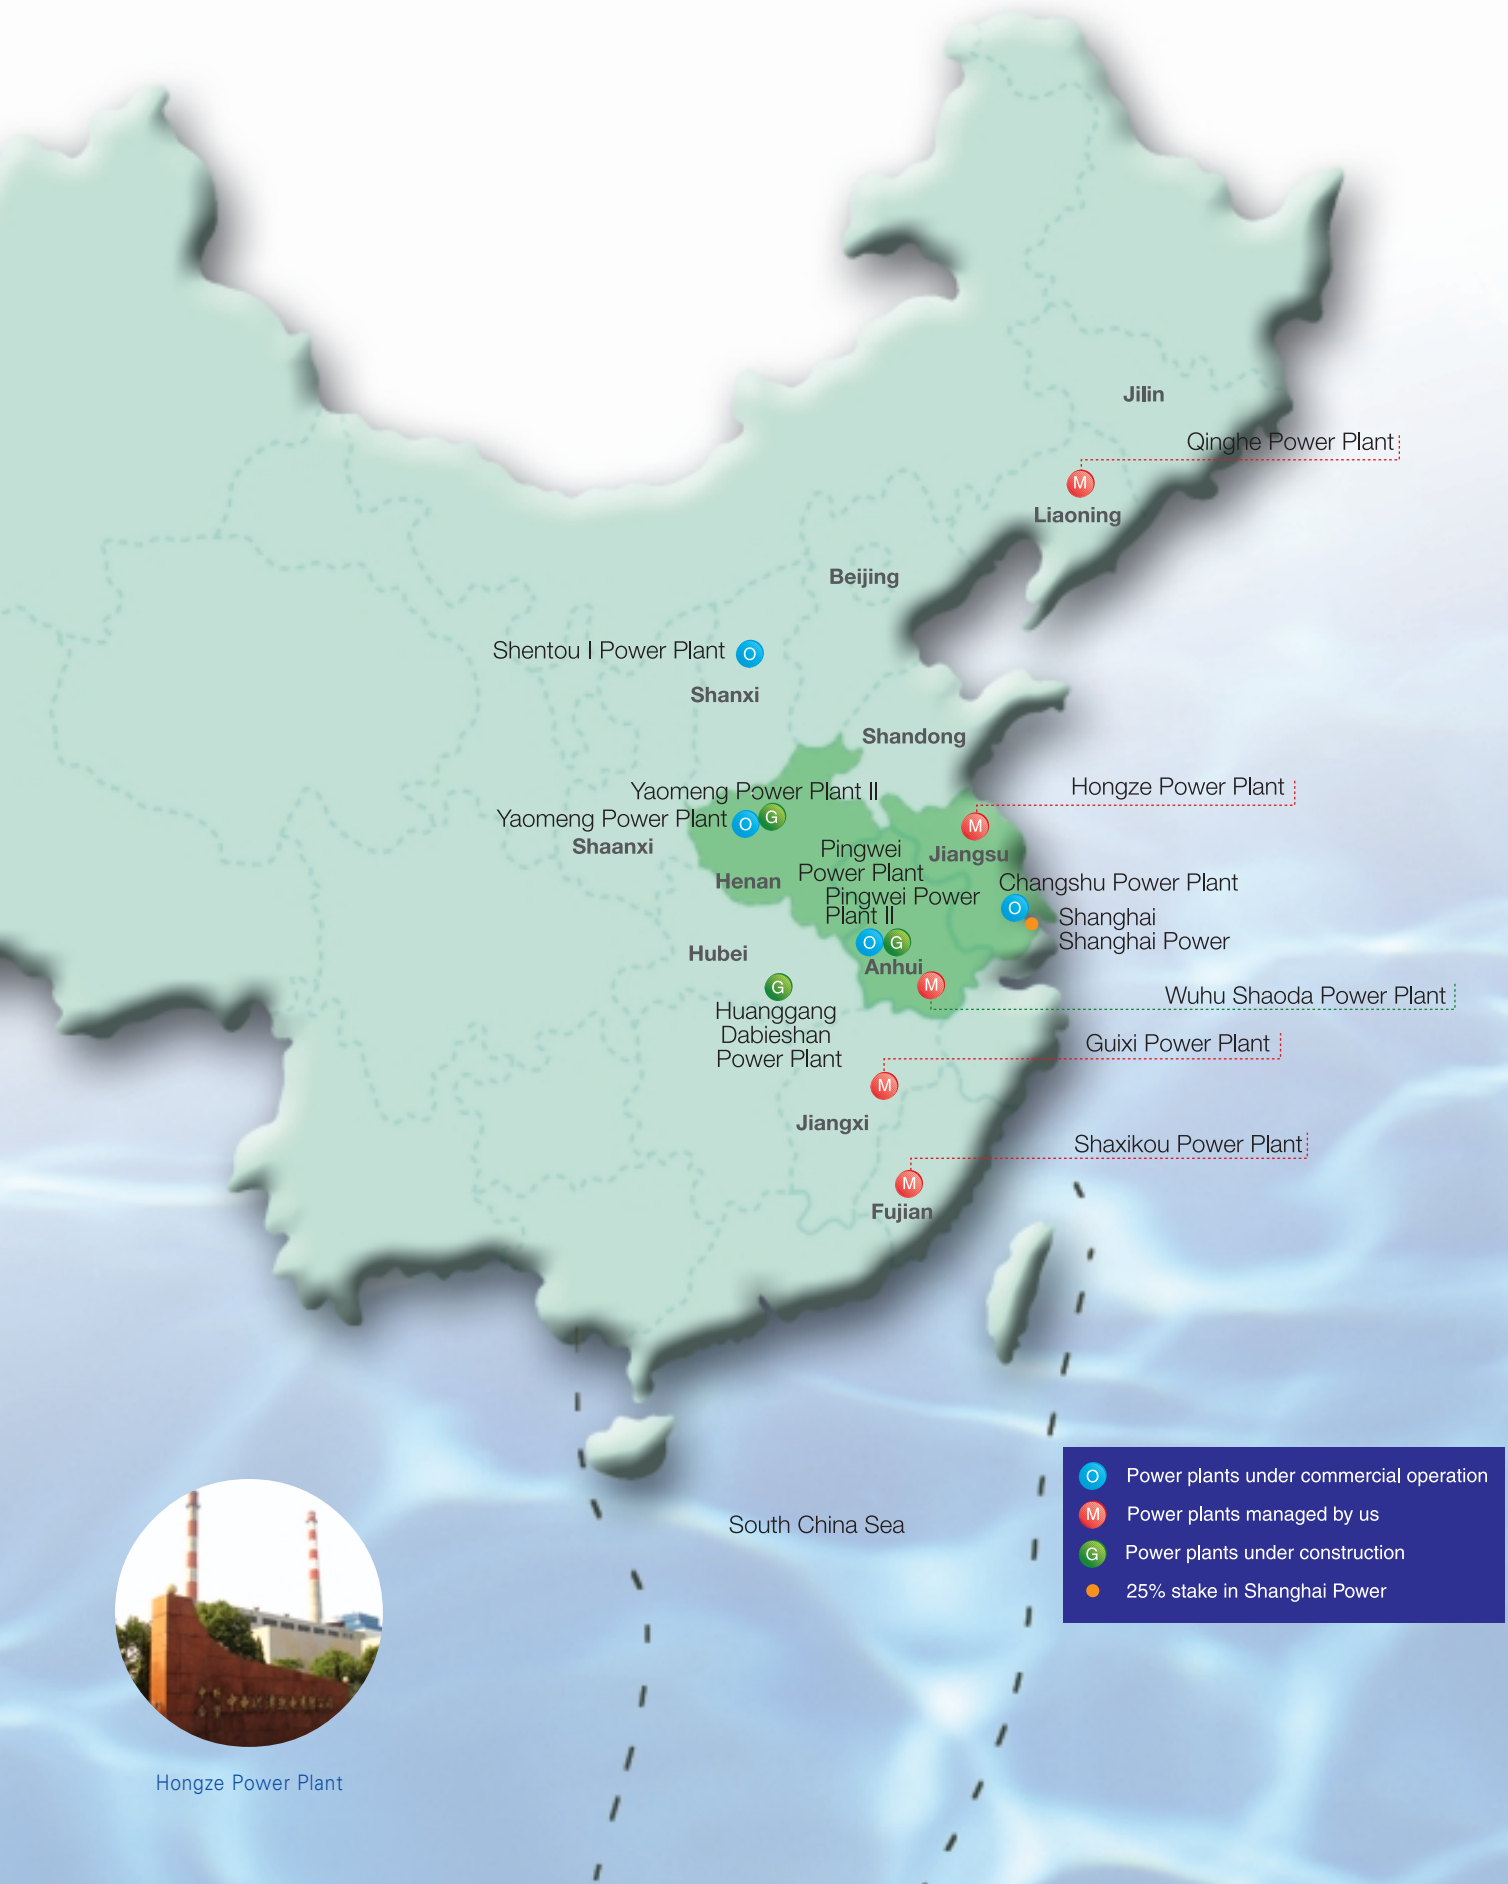 Jilin
Qinghe Power Plant
M
Liaoning
Beijing
Shentou I Power Plant
O
Shanxi
Shandong
Hongze Power Plant
Yaomeng Power Plant II
Yaomeng Power Plant
O
G
M
Shaanxi
Pingwei
Power Plant
Jiangsu
Henan
Pingwei Power
Plant II
Changshu Power Plant
O
Shanghai
Shanghai Power
Hubei
O
G
Anhui
M
Wuhu Shaoda Power Plant
G
Huanggang
Dabieshan
Power Plant
Guixi Power Plant
M
Jiangxi
Shaxikou Power Plant
M
Fujian
South China Sea
O Power plants under commercial operation
M Power plants managed by us
G Power plants under construction
25% stake in Shanghai Power
Hongze Power Plant